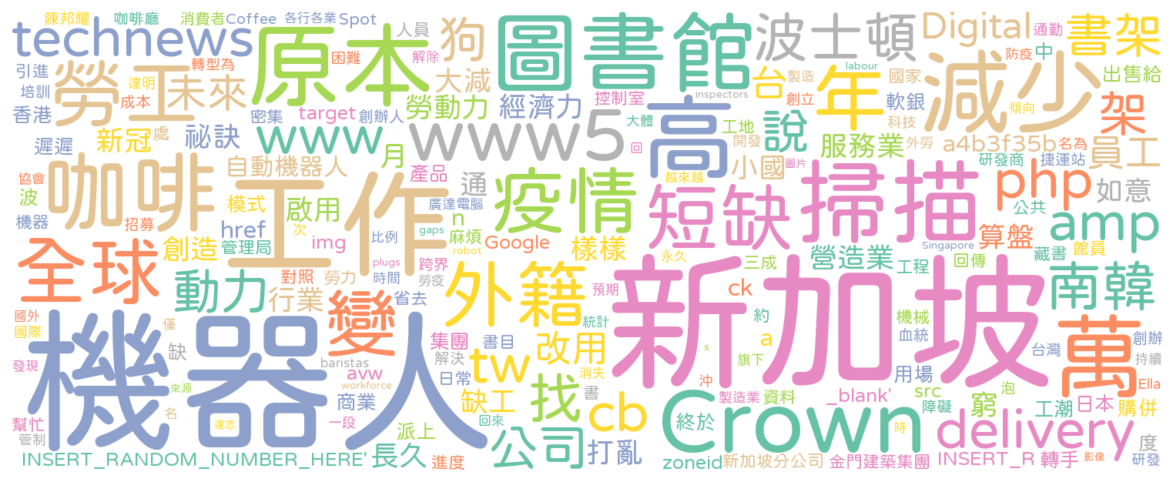 陳邦耀 咖啡廳 消費者 Coffee 各行各業 Spot 人員 狗 圖書館 波士頓 Digital 通勤 書架
technews 原本 困難 解除 labour 防疫 中
引進 轉型為 大減 inspectors 台 製造 年 國家 減少 出售給
培訓 勞工 達明 未來 勞動力 經濟力 控制室 創立 軟銀 傾向
香港 成本 target 創辦人 高 說 科技 架
新冠 處 祕訣 www 密集 www5 大體 工地 開發 服務業 外勞 a4b3f35b 名為 員工
遲遲 月 回 小國 圖片 研發商 捷運站
協會 咖啡 自動機器人 工作 產品 通 疫情 越來越 短缺 掃描 php 如意
波 模式 啟用 廣達電腦 n 公共 amp
機器 招募 href 次 比例 gaps 麻煩 Google 樣樣 Singapore 算盤 藏書 館員
全球 創造 管理局 img plugs robot 永久 三成 營造業 工程 回傳
對照 勞力 時間 跨界 勞疫 外籍 預期 ck 南韓
國外 動力 行業 變 省去 統計 約 機械
國際 僅 集團 書目 改用 新加坡 a 血統 萬 創辦
發現 機器人 缺 baristas 解決 tw 消失 s 旗下 台灣 持續
來源 avw 日常 找 書 沖 用場 泡 Ella
幫忙 名 workforce 商業 缺工 回來 cb Crown 製造業 資料 _blank' src 窮 日本 購併
管制 達志 一段 派上 公司 打亂 終於 時 障礙 工潮 delivery 度
INSERT_RANDOM_NUMBER_HERE' 長久 進度 zoneid 新加坡分公司 金門建築集團 INSERT_R 轉手 影像 研發